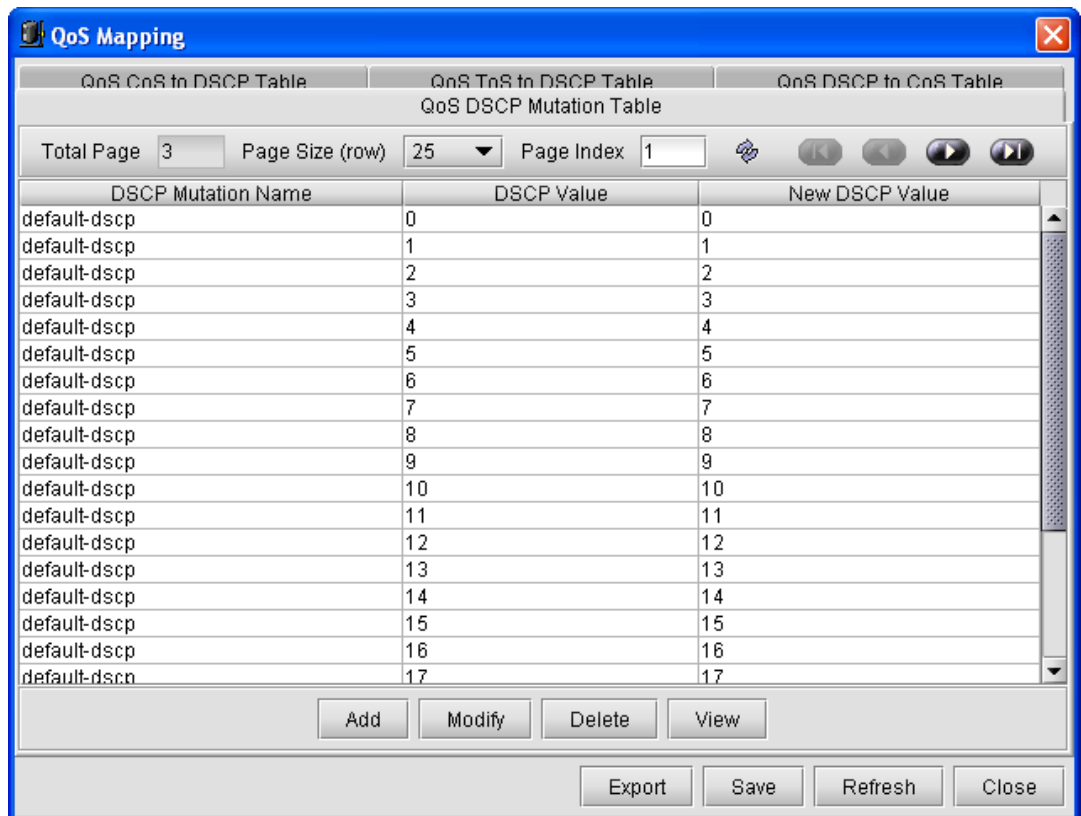 QoS Mapping
QoS CoS to DSCP Table QoS ToS to DSCP Table QoS DSCP to CoS Table
QoS DSCP Mutation Table
Total Page 3 Page Size (row) 25 Page Index 1
DSCP Mutation Name DSCP Value New DSCP Value
default-dscp 0 0
default-dscp 1 1
default-dscp 2 2
default-dscp 3 3
default-dscp 4 4
default-dscp 5 5
default-dscp 6 6
default-dscp 7 7
default-dscp 8 8
default-dscp 9 9
default-dscp 10 10
default-dscp 11 11
default-dscp 12 12
default-dscp 13 13
default-dscp 14 14
default-dscp 15 15
default-dscp 16 16
default-dscp 17 17
Add Modify Delete View
Export Save Refresh Close